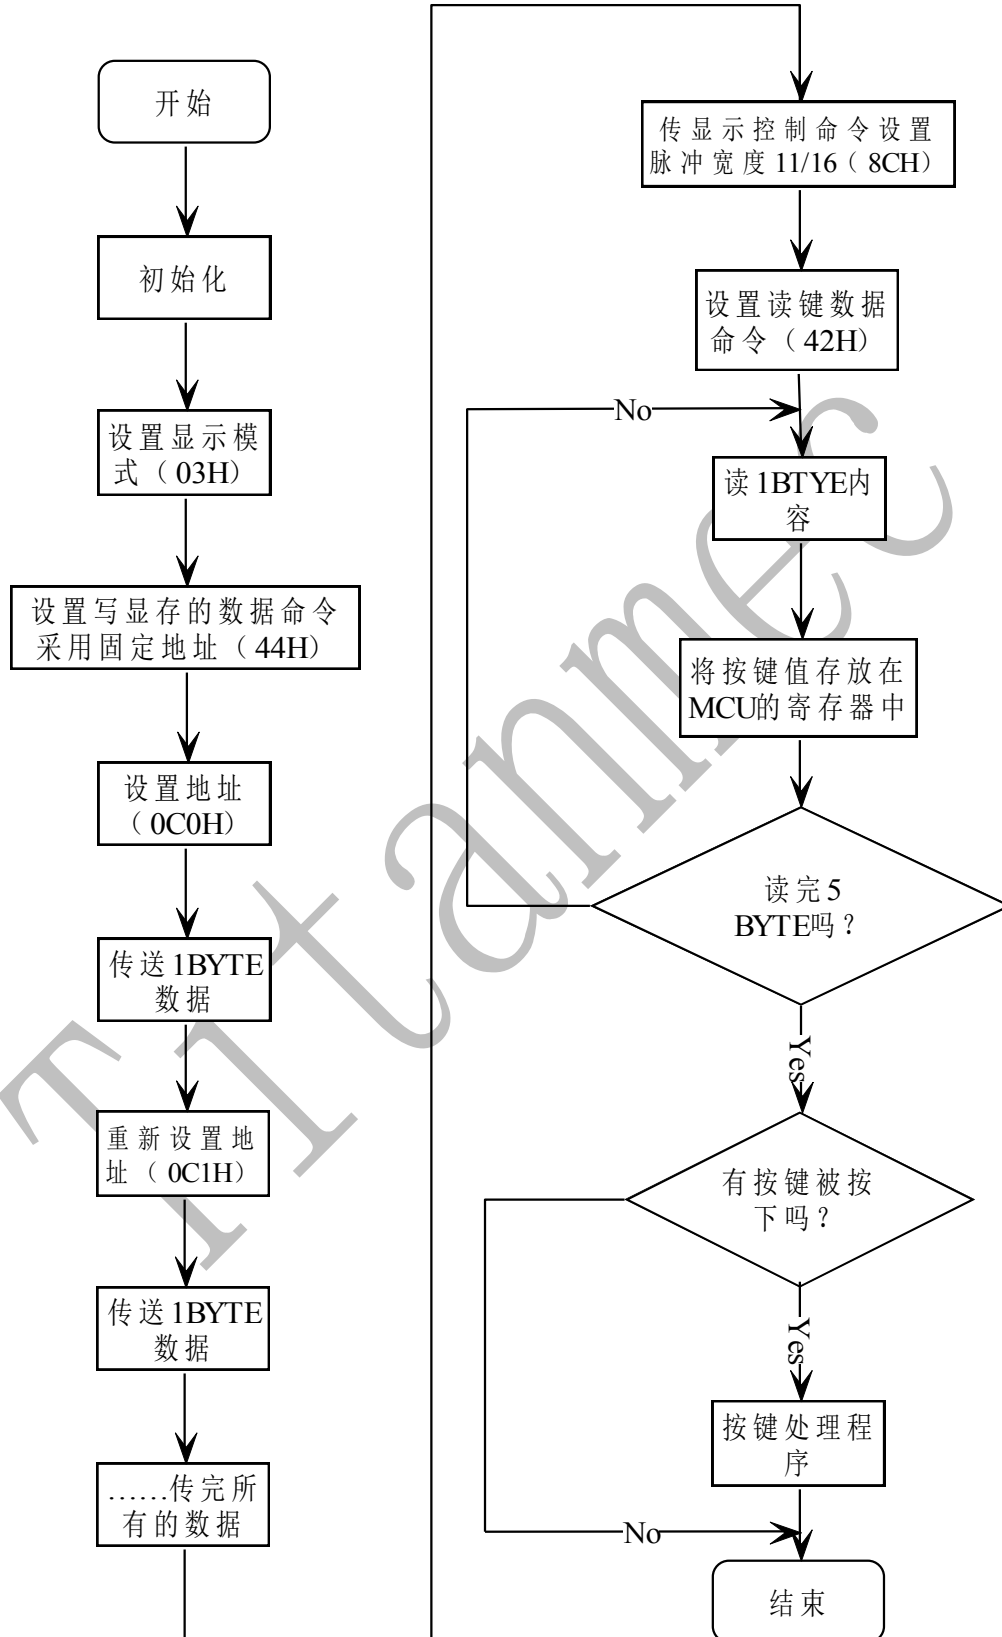 开始
初始化
设置显示模
式（03H）
设置写显存的数据命令
采用固定地址（44H）
设置地址
（0C0H）
传送1BYTE
数据
重新设置地
址（0C1H）
传送1BYTE
数据
......传完所
有的数据
传显示控制命令设置
脉冲宽度11/16（8CH）
设置读键数据
命令（42H）
No
读1BTYE内
容
将按键值存放在
MCU的寄存器中
读完5
BYTE吗？
Yes
有按键被按
下吗？
Yes
按键处理程
序
No
结束
Titanmec